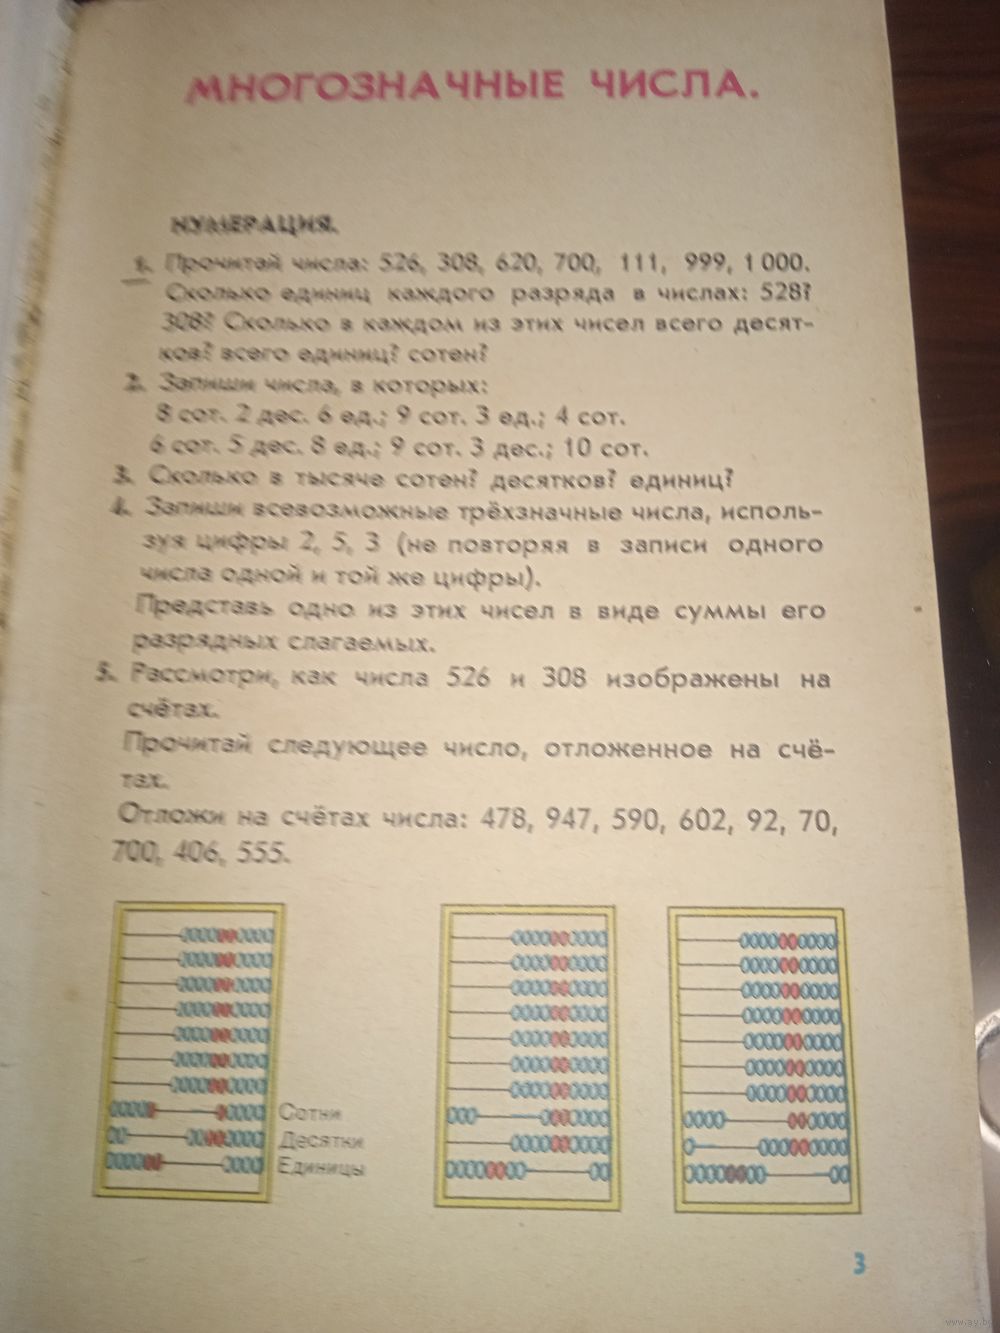 МНОГОЗНАЧНЫЕ ЧИСЛА.
НУМЕРАЦИЯ.
1. Прочитай числа: 526, 308, 620, 700, 111, 999, 1 000.
Сколько единиц каждого разряда в числах: 528?
308? Сколько в каждом из этих чисел всего десят-
ков? всего единиц? сотен?
2. Запиши числа, в которых:
8 сот. 2 дес. 6 ед.; 9 сот. 3 ед.; 4 сот.
6 сот. 5 дес. 8 ед.; 9 сот. 3 дес.; 10 сот.
3. Сколько в тысяче сотен? десятков? единиц?
4. Запиши всевозможные трёхзначные числа, исполь-
зуя цифры 2, 5, 3 (не повторяя в записи одного
числа одной и той же цифры).
Представь одно из этих чисел в виде суммы его
разрядных слагаемых.
5. Рассмотри, как числа 526 и 308 изображены на
счётах.
Прочитай следующее число, отложенное на счё-
тах.
Отложи на счётах числа: 478, 947, 590, 602, 92, 70,
700, 406, 555.
Сотни
Десятки
Единицы
3
www.ay.by